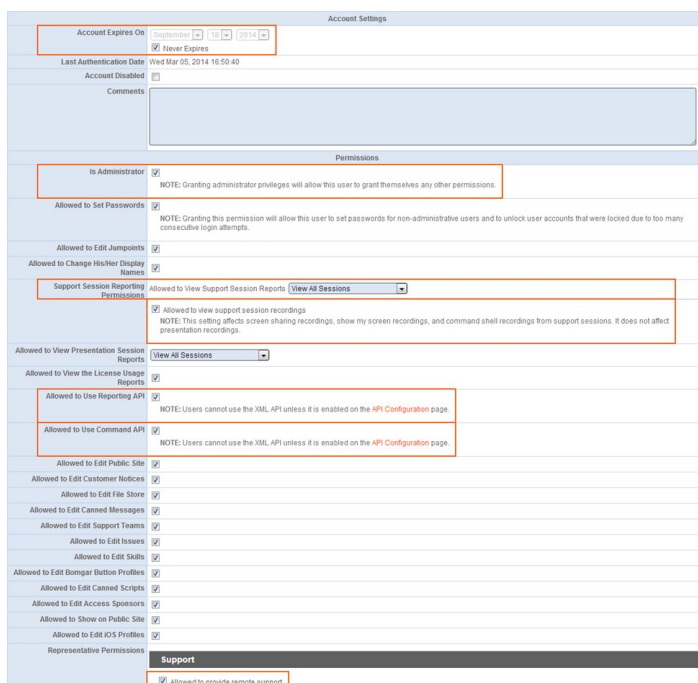 Account Settings
Account Expires On September 18 2014
Never Expires
Last Authentication Date Wed Mar 05, 2014 16:50:40
Account Disabled
Comments
Permissions
Is Administrator
NOTE: Granting administrator privileges will allow this user to grant themselves any other permissions.
Allowed to Set Passwords
NOTE: Granting this permission will allow this user to set passwords for non-administrative users and to unlock user accounts that were locked due to too many
consecutive login attempts.
Allowed to Edit Jumpoints
Allowed to Change His/Her Display
Names
Support Session Reporting
Permissions
Allowed to View Support Session Reports View All Sessions
Allowed to view support session recordings
NOTE: This setting affects screen sharing recordings, show my screen recordings, and command shell recordings from support sessions. It does not affect
presentation recordings.
Allowed to View Presentation Session
Reports
View All Sessions
Allowed to View the License Usage
Reports
Allowed to Use Reporting API
NOTE: Users cannot use the XML API unless it is enabled on the API Configuration page.
Allowed to Use Command API
NOTE: Users cannot use the XML API unless it is enabled on the API Configuration page.
Allowed to Edit Public Site
Allowed to Edit Customer Notices
Allowed to Edit File Store
Allowed to Edit Canned Messages
Allowed to Edit Support Teams
Allowed to Edit Issues
Allowed to Edit Skills
Allowed to Edit Bomgar Button Profiles
Allowed to Edit Canned Scripts
Allowed to Edit Access Sponsors
Allowed to Show on Public Site
Allowed to Edit iOS Profiles
Representative Permissions
Support
Allowed to provide remote support